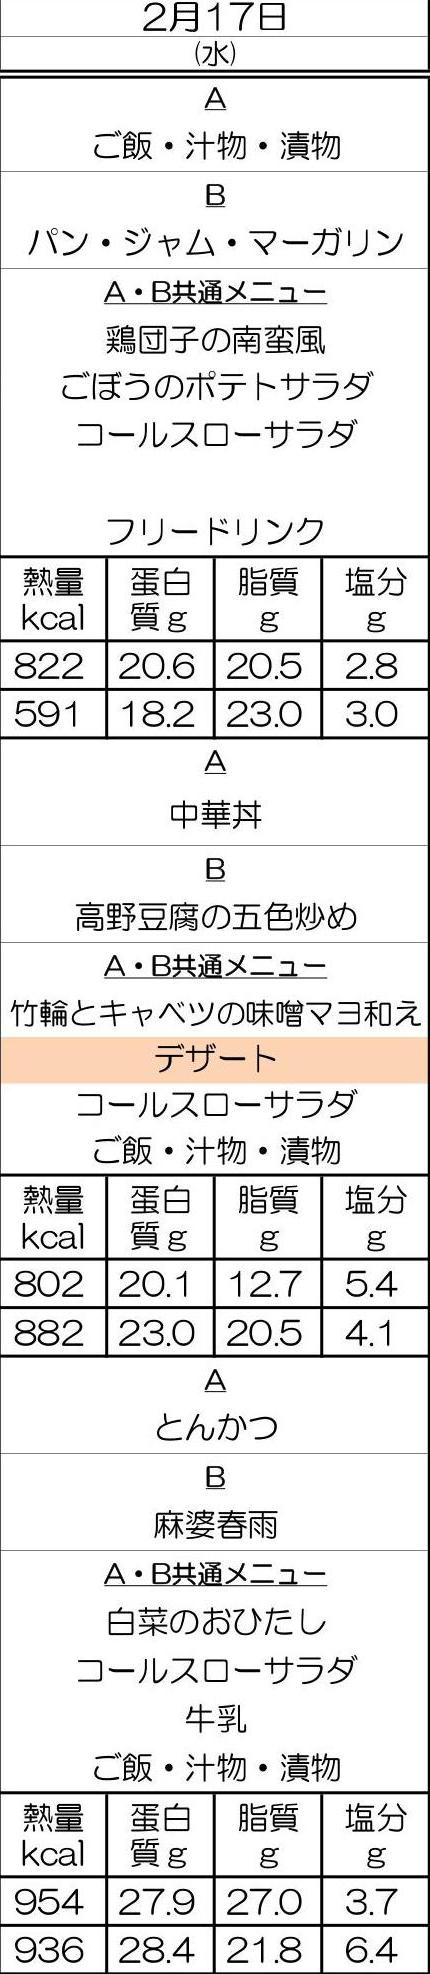 2月17日
(水)
A
ご飯・汁物・漬物
B
パン・ジャム・マーガリン
A・B共通メニュー
鶏団子の南蛮風
ごぼうのポテトサラダ
コールスローサラダ
フリードリンク
熱量 蛋白 脂質 塩分
kcal 質g g g
822 20.6 20.5 2.8
591 18.2 23.0 3.0
A
中華丼
B
高野豆腐の五色炒め
A・B共通メニュー
竹輪とキャベツの味噌マヨ和え
デザート
コールスローサラダ
ご飯・汁物・漬物
熱量 蛋白 脂質 塩分
kcal 質g g g
802 20.1 12.7 5.4
882 23.0 20.5 4.1
A
とんかつ
B
麻婆春雨
A・B共通メニュー
白菜のおひたし
コールスローサラダ
牛乳
ご飯・汁物・漬物
熱量 蛋白 脂質 塩分
kcal 質g g g
954 27.9 27.0 3.7
936 28.4 21.8 6.4